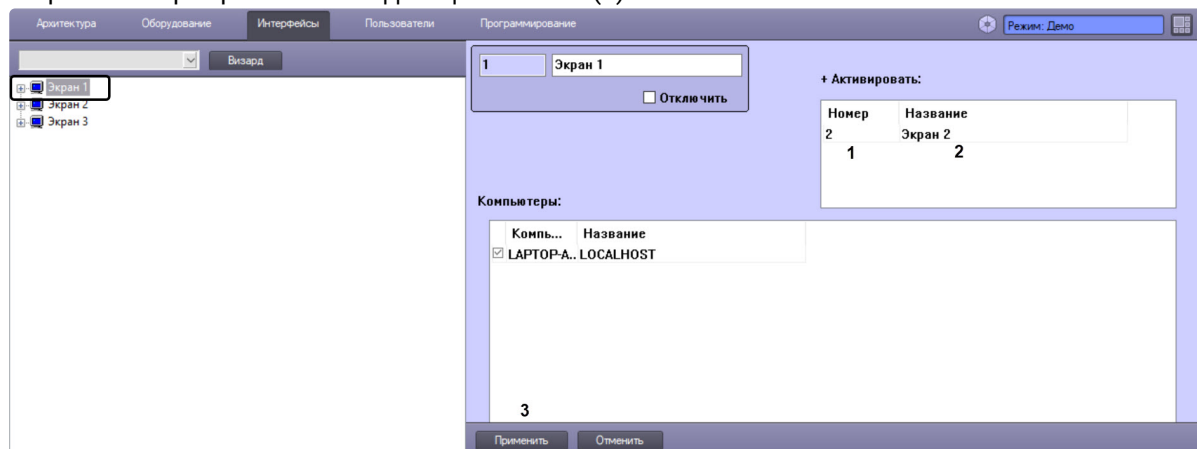 Архитектура Оборудование Интерфейсы Пользователи Программирование Режим: Демо
Визард
Экран 1
Экран 2
Экран 3
1 Экран 1
Отключить
+ Активировать:
Номер Название
2 Экран 2
1 2
Компьютеры:
Компь... Название
LAPTOP-A.. LOCALHOST
3
Применить Отменить